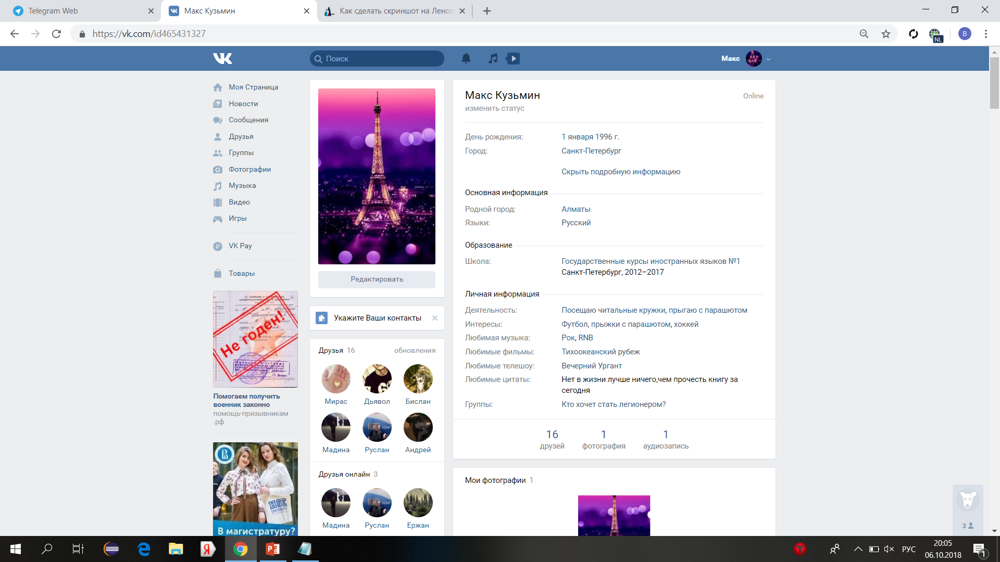 Telegram Web
Макс Кузьмин
Как сделать скриншот на Ленов
https://vk.com/id465431327
NL
B
Поиск
Макс
Моя Страница
Новости
Сообщения
Друзья
Группы
Фотографии
Музыка
Видео
Игры
VK Pay
Товары
Не годен!
Помогаем получить
военник законно
помощь-призывникам
.рф
HSE
UNIVERSITY
В магистратуру?
Редактировать
Укажите Ваши контакты
Друзья 16
обновления
Мирас
Дьявол
Бислан
Мадина
Руслан
Андрей
Друзья онлайн 3
Мадина
Руслан
Ержан
Макс Кузьмин
Online
изменить статус
День рождения: 1 января 1996 г.
Город: Санкт-Петербург
Скрыть подробную информацию
Основная информация
Родной город: Алматы
Языки: Русский
Образование
Школа: Государственные курсы иностранных языков №1
Санкт-Петербург, 2012–2017
Личная информация
Деятельность: Посещаю читальные кружки, прыгаю с парашютом
Интересы: Футбол, прыжки с парашютом, хоккей
Любимая музыка: Рок, RNB
Любимые фильмы: Тихоокеанский рубеж
Любимые телешоу: Вечерний Ургант
Любимые цитаты: Нет в жизни лучше ничего,чем прочесть книгу за
сегодня
Группы: Кто хочет стать легионером?
16 1 1
друзей фотография аудиозапись
Мои фотографии 1
3
РУС
20:05
06.10.2018
1